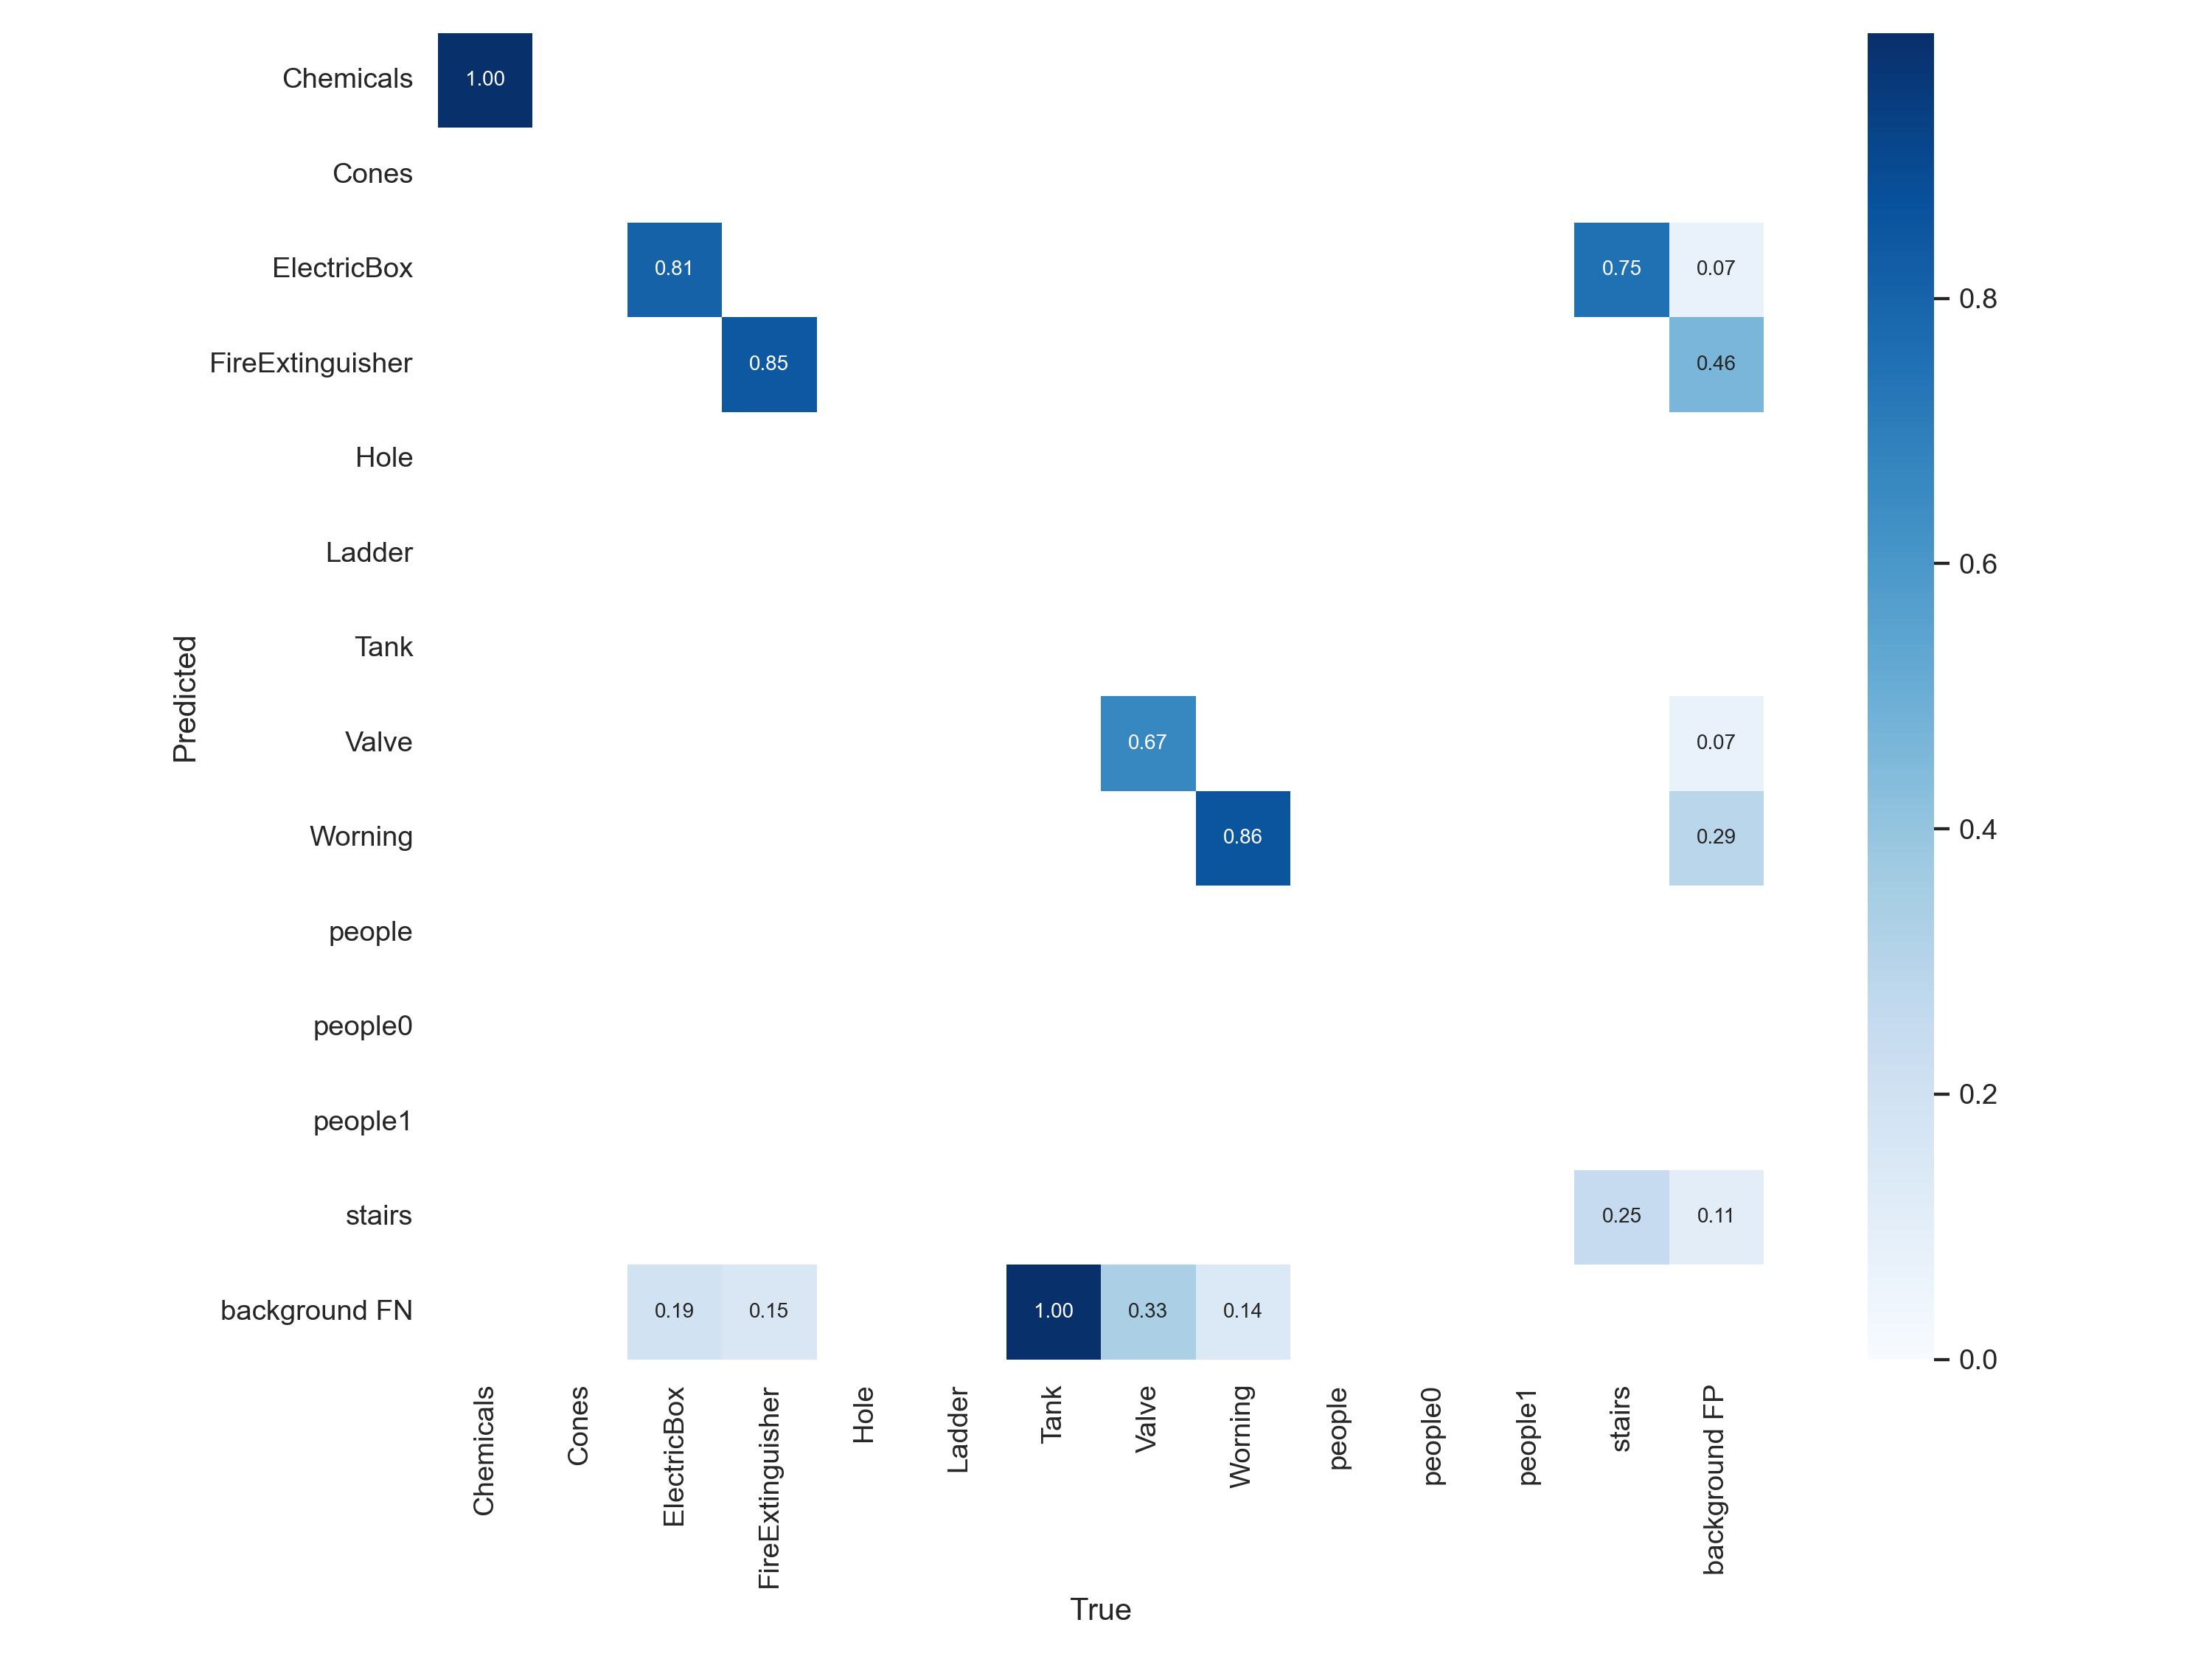 Chemicals 1.00
Cones
ElectricBox 0.81 0.75 0.07
FireExtinguisher 0.85 0.46
Hole
Ladder
Tank
Valve 0.67 0.07
Worning 0.86 0.29
people
people0
people1
stairs 0.25 0.11
background FN 0.19 0.15 1.00 0.33 0.14
Predicted
Chemicals
Cones
ElectricBox
FireExtinguisher
Hole
Ladder
Tank
Valve
Worning
people
people0
people1
stairs
background FP
True
0.8
0.6
0.4
0.2
0.0